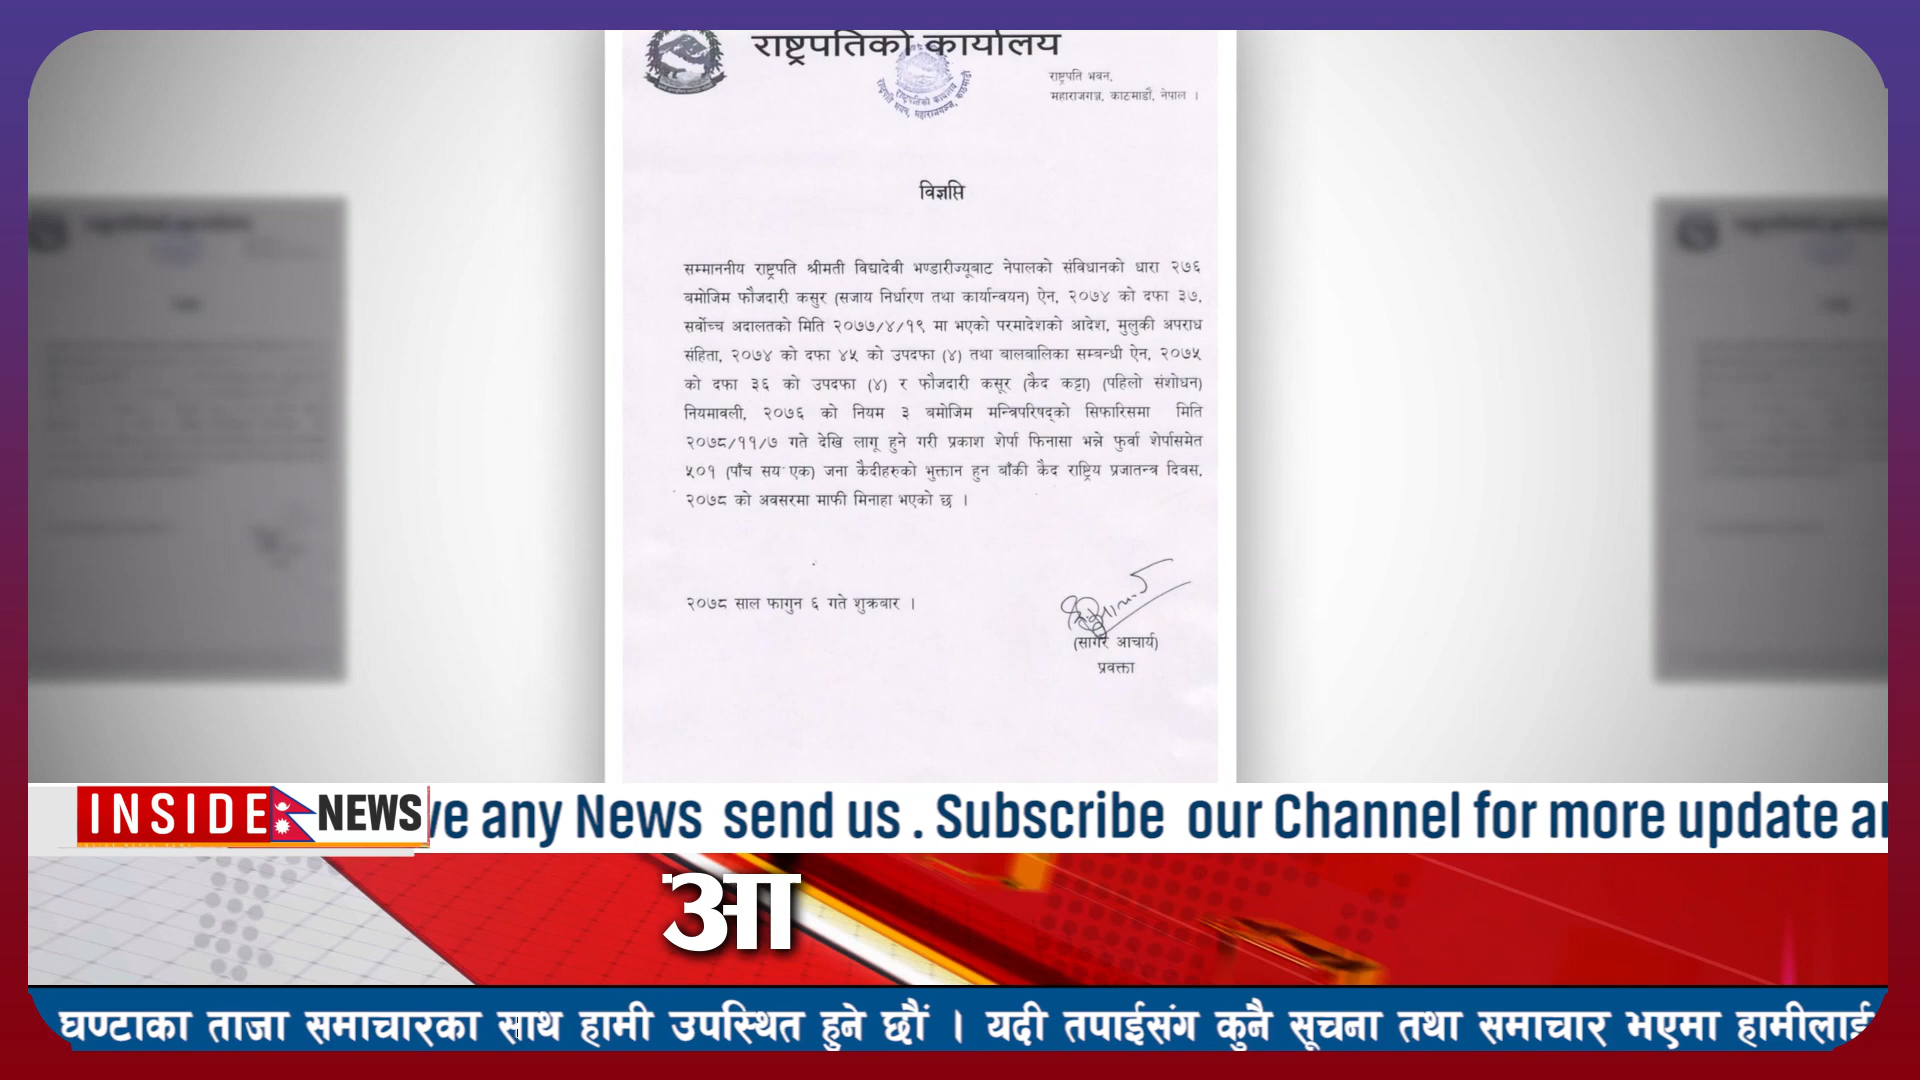 राष्ट्रपतिको कार्यालय
राष्ट्रपति भवन,
महाराजगञ्ज, काठमाडौं, नेपाल ।
विज्ञप्ति
सम्माननीय राष्ट्रपति श्रीमती विद्यादेवी भण्डारीज्यूबाट नेपालको संविधानको धारा २७६
बमोजिम फौजदारी कसुर (सजाय निर्धारण तथा कार्यान्वयन) ऐन, २०७४ को दफा ३७,
सर्वोच्च अदालतको मिति २०७७/४/१९ मा भएको परमादेशको आदेश, मुलुकी अपराध
संहिता, २०७४ को दफा ४५ को उपदफा (४) तथा बालबालिका सम्बन्धी ऐन, २०७५
को दफा ३६ को उपदफा (४) र फौजदारी कसूर (कैद कट्टा) (पहिलो संशोधन)
नियमावली, २०७६ को नियम ३ बमोजिम मन्त्रिपरिषद्को सिफारिसमा मिति
२०७८/११/७ गते देखि लागू हुने गरी प्रकाश शेर्पा फिनासा भन्ने फुर्वा शेर्पासमेत
५०१ (पाँच सय एक) जना कैदीहरुको भुक्तान हुन बाँकी कैद राष्ट्रिय प्रजातन्त्र दिवस,
२०७८ को अवसरमा माफी मिनाहा भएको छ ।
२०७८ साल फागुन ६ गते शुक्रबार ।
(सागर आचार्य)
प्रवक्ता
INSIDE NEWS
ve any News send us . Subscribe our Channel for more update
आ
घण्टाका ताजा समाचारका साथ हामी उपस्थित हुने छौं । यदी तपाईसंग कुनै सूचना तथा समाचार भएमा हामीलाई